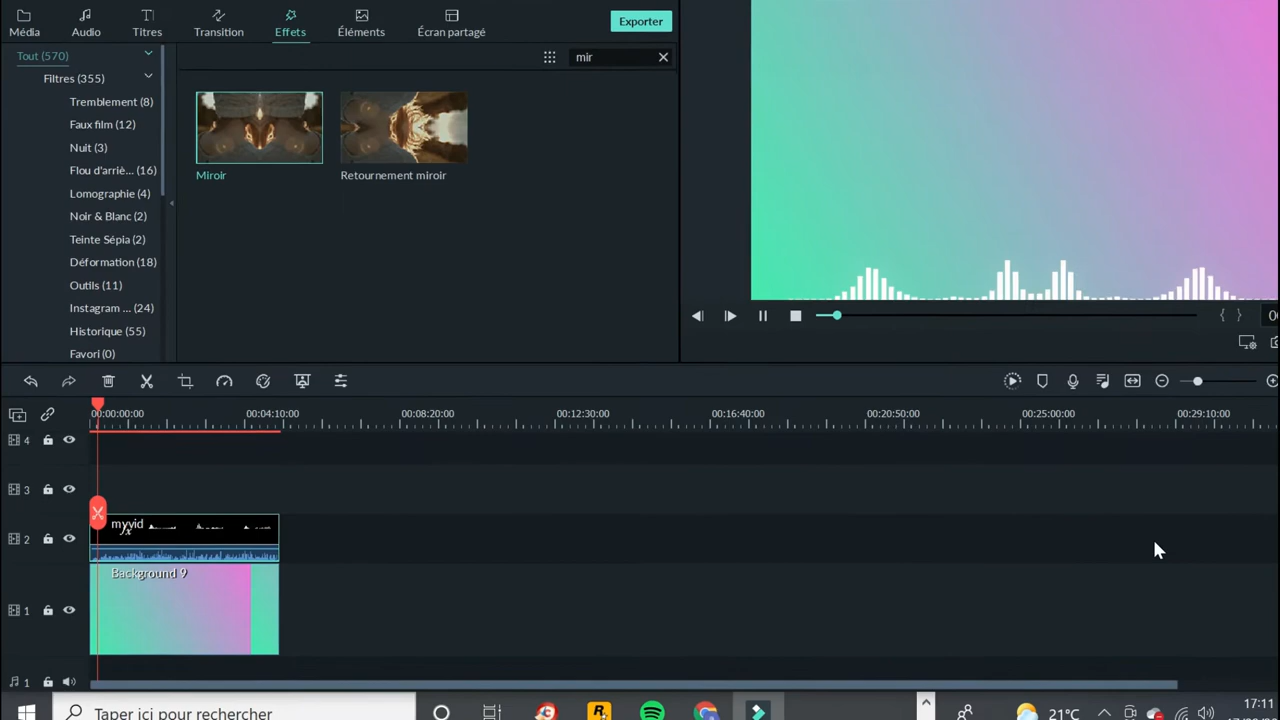 Média Audio Titres Transition Effets Éléments Écran partagé Exporter
Tout (570)
mir
Filtres (355)
Tremblement (8)
Faux film (12)
Nuit (3)
Flou d'arriè... (16)
Miroir Retournement miroir
Lomographie (4)
Noir & Blanc (2)
Teinte Sépia (2)
Déformation (18)
Outils (11)
Instagram ... (24)
Historique (55)
Favori (0)
00:00:00:00 00:04:10:00 00:08:20:00 00:12:30:00 00:16:40:00 00:20:50:00 00:25:00:00 00:29:10:00
4
3
myvid
fx
2
Background 9
1
1
Taper ici pour rechercher
21°C
17:11